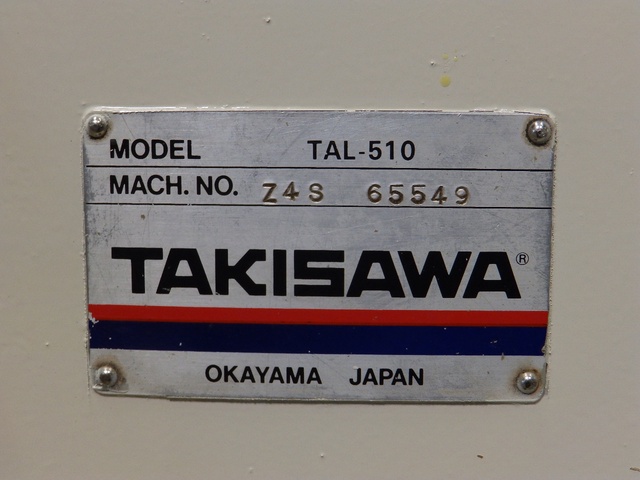 MODEL TAL-510
MACH. NO. Z4S 65549
TAKISAWA®
OKAYAMA JAPAN